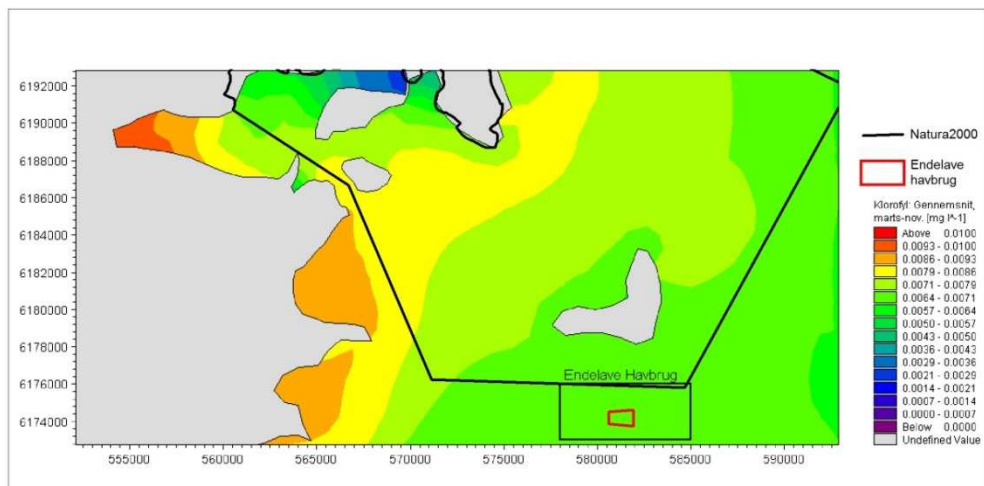 6192000
6190000
6188000
6186000
6184000
6182000
6180000
6178000
6176000
6174000
555000 560000 565000 570000 575000 580000 585000 590000
Endelave Havbrug
Natura2000
Endelave
havbrug
Klorofyl: Gennemsnit,
marts-nov. [mg l^-1]
Above 0.0100
0.0093 - 0.0100
0.0086 - 0.0093
0.0079 - 0.0086
0.0071 - 0.0079
0.0064 - 0.0071
0.0057 - 0.0064
0.0050 - 0.0057
0.0043 - 0.0050
0.0036 - 0.0043
0.0029 - 0.0036
0.0021 - 0.0029
0.0014 - 0.0021
0.0007 - 0.0014
0.0000 - 0.0007
Below 0.0000
Undefined Value